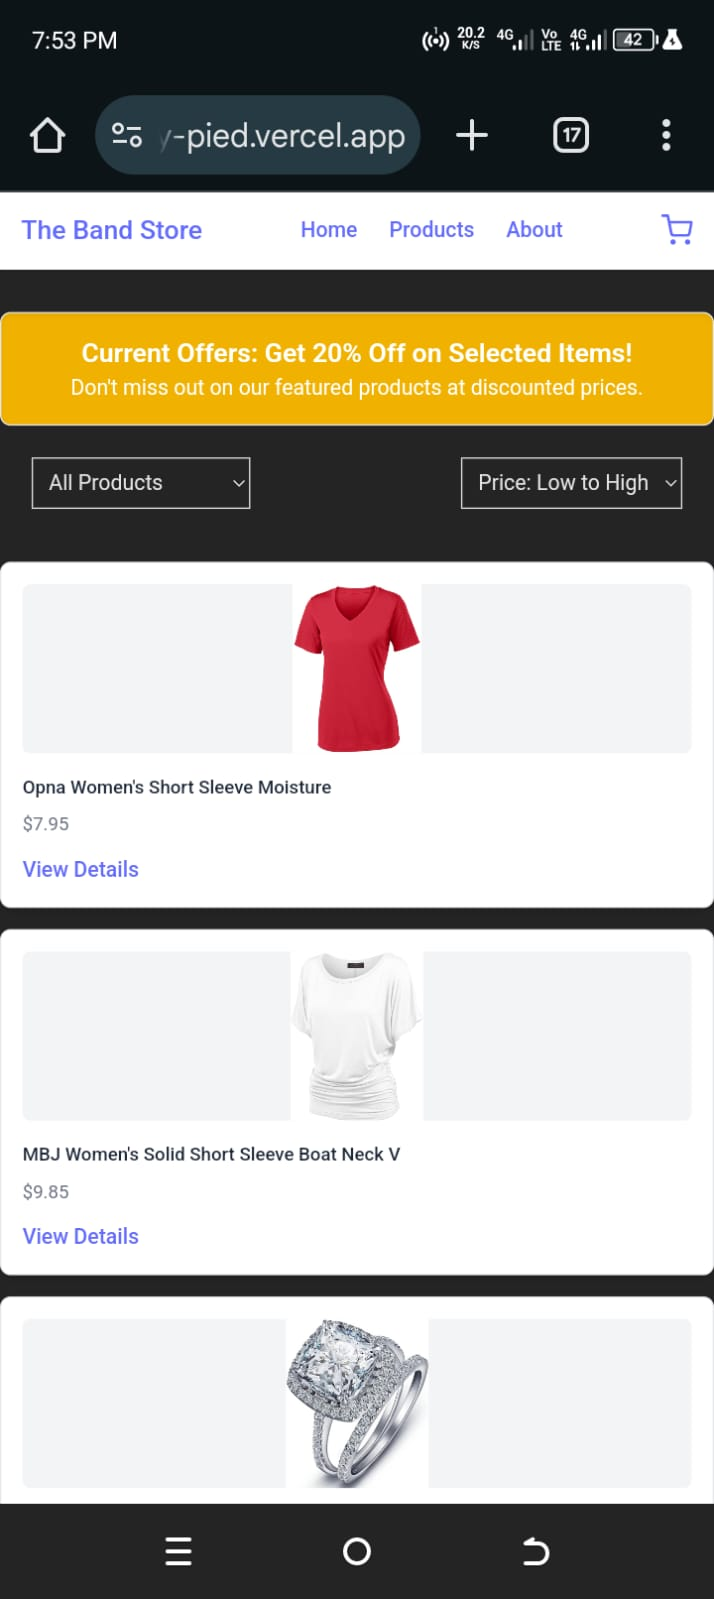 7:53 PM
20.2 K/S 4G Vo LTE 4G 42
y-pied.vercel.app
17
The Band Store
Home Products About
Current Offers: Get 20% Off on Selected Items!
Don't miss out on our featured products at discounted prices.
All Products Price: Low to High
Opna Women's Short Sleeve Moisture
$7.95
View Details
MBJ Women's Solid Short Sleeve Boat Neck V
$9.85
View Details